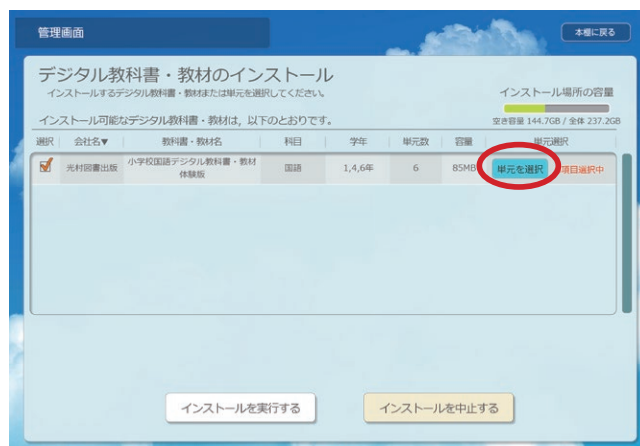 管理画面
本棚に戻る
デジタル教科書・教材のインストール
インストールするデジタル教科書・教材または単元を選択してください。
インストール場所の容量
空き容量 144.7GB / 全体 237.2GB
インストール可能なデジタル教科書・教材は，以下のとおりです。
選択 会社名▼ 教科書・教材名 科目 学年 単元数 容量 単元選択
光村図書出版 小学校国語デジタル教科書・教材 国語 1,4,6年 6 85MB 単元を選択 項目選択中
体験版
インストールを実行する インストールを中止する